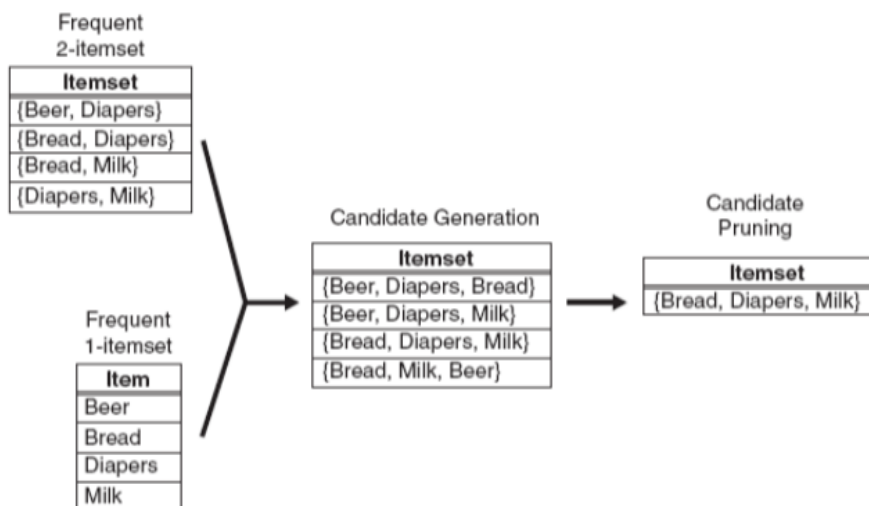 Frequent
2-itemset
Itemset
{Beer, Diapers}
{Bread, Diapers}
{Bread, Milk}
{Diapers, Milk}
Frequent
1-itemset
Item
Beer
Bread
Diapers
Milk
Candidate Generation
Itemset
{Beer, Diapers, Bread}
{Beer, Diapers, Milk}
{Bread, Diapers, Milk}
{Bread, Milk, Beer}
Candidate
Pruning
Itemset
{Bread, Diapers, Milk}